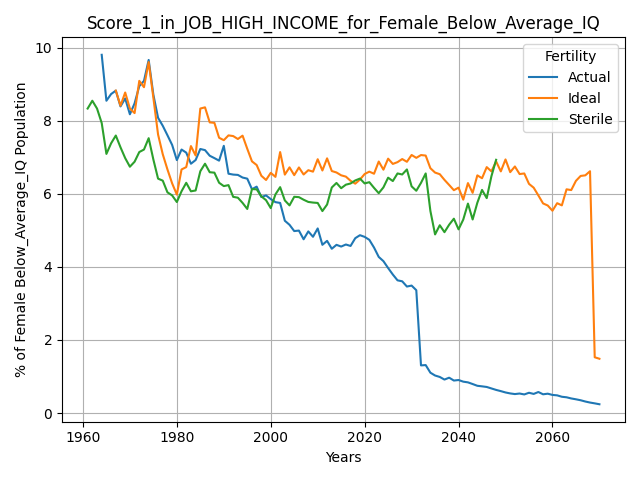 Score_1_in_JOB_HIGH_INCOME_for_Female_Below_Average_IQ
% of Female Below_Average_IQ Population
10
8
6
4
2
0
Fertility
Actual
Ideal
Sterile
1960 1980 2000 2020 2040 2060
Years